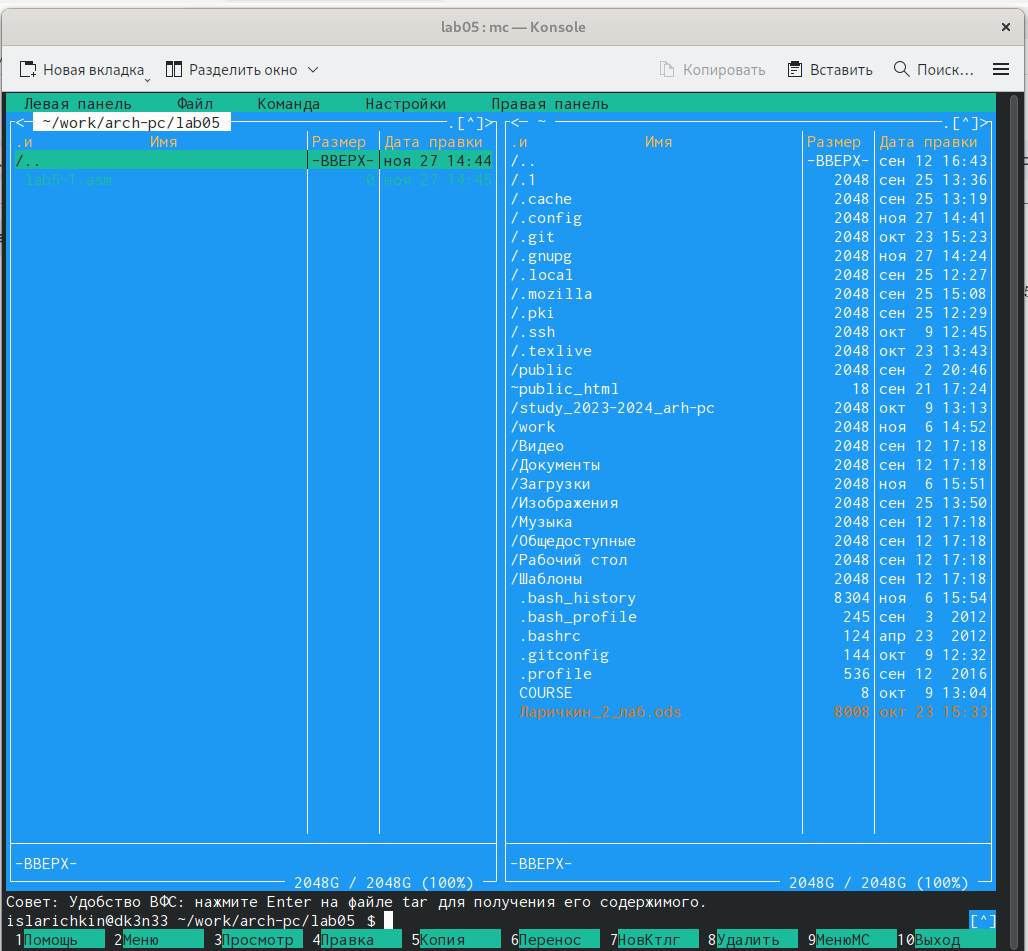 lab05 : mc — Konsole
Новая вкладка Разделить окно Копировать Вставить Поиск...
Левая панель Файл Команда Настройки Правая панель
<— ~/work/arch-pc/lab05 .[^]>
.и Имя Размер Дата правки
/.. -ВВЕРХ- ноя 27 14:44
lab5-1.asm 0 ноя 27 14:45
-ВВЕРХ-
2048G / 2048G (100%)
<— ~ .[^]>
.и Имя Размер Дата правки
/.. -ВВЕРХ- сен 12 16:43
/.1 2048 сен 25 13:36
/.cache 2048 сен 25 13:19
/.config 2048 ноя 27 14:41
/.git 2048 окт 23 15:23
/.gnupg 2048 ноя 27 14:24
/.local 2048 сен 25 12:27
/.mozilla 2048 сен 25 15:08
/.pki 2048 сен 25 12:29
/.ssh 2048 окт 9 12:45
/.texlive 2048 окт 23 13:43
/public 2048 сен 2 20:46
~public_html 18 сен 21 17:24
/study_2023-2024_arh-pc 2048 окт 9 13:13
/work 2048 ноя 6 14:52
/Видео 2048 сен 12 17:18
/Документы 2048 сен 12 17:18
/Загрузки 2048 ноя 6 15:51
/Изображения 2048 сен 25 13:50
/Музыка 2048 сен 12 17:18
/Общедоступные 2048 сен 12 17:18
/Рабочий стол 2048 сен 12 17:18
/Шаблоны 2048 сен 12 17:18
.bash_history 8304 ноя 6 15:54
.bash_profile 245 сен 3 2012
.bashrc 124 апр 23 2012
.gitconfig 144 окт 9 12:32
.profile 536 сен 12 2016
COURSE 8 окт 9 13:04
Ларичкин_2_лаб.ods 8008 окт 23 15:33
-ВВЕРХ-
2048G / 2048G (100%)
Совет: Удобство ВФС: нажмите Enter на файле tar для получения его содержимого.
islarichkin@dk3n33 ~/work/arch-pc/lab05 $ [^]
1Помощь 2Меню 3Просмотр 4Правка 5Копия 6Перенос 7НовКтлг 8Удалить 9МенюМС 10Выход